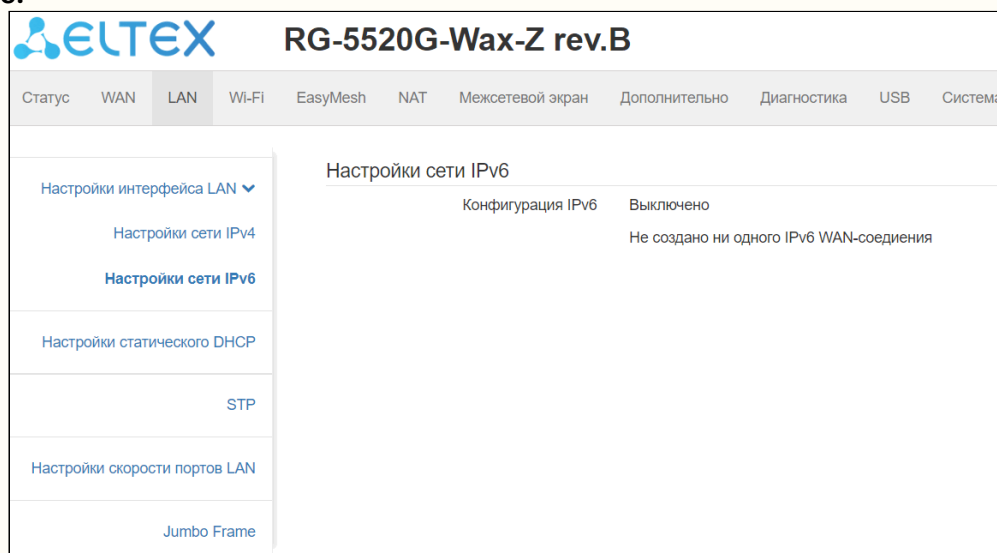 ELTEX RG-5520G-Wax-Z rev.B
Статус WAN LAN Wi-Fi EasyMesh NAT Межсетевой экран Дополнительно Диагностика USB Система
Настройки интерфейса LAN
Настройки сети IPv4
Настройки сети IPv6
Настройки статического DHCP
STP
Настройки скорости портов LAN
Jumbo Frame
Настройки сети IPv6
Конфигурация IPv6 Выключено
Не создано ни одного IPv6 WAN-соедиения